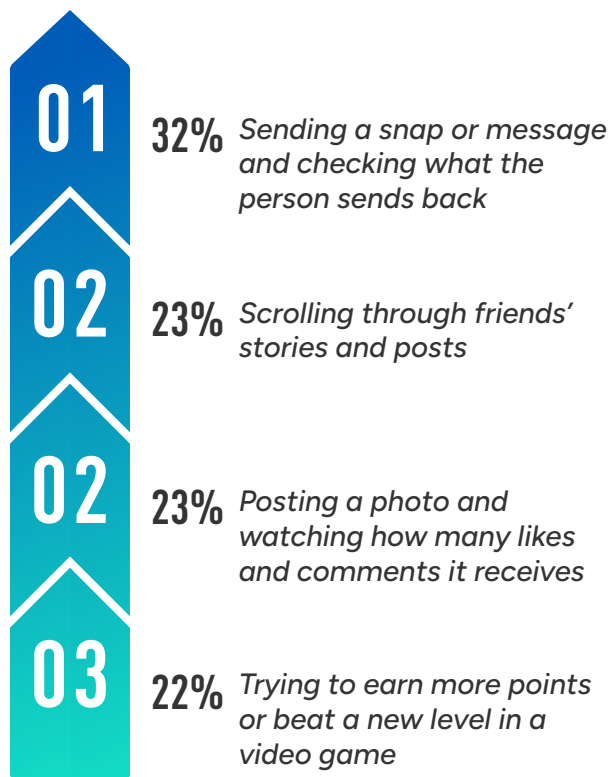 01
32% Sending a snap or message
and checking what the
person sends back
02
23% Scrolling through friends’
stories and posts
02
23% Posting a photo and
watching how many likes
and comments it receives
03
22% Trying to earn more points
or beat a new level in a
video game